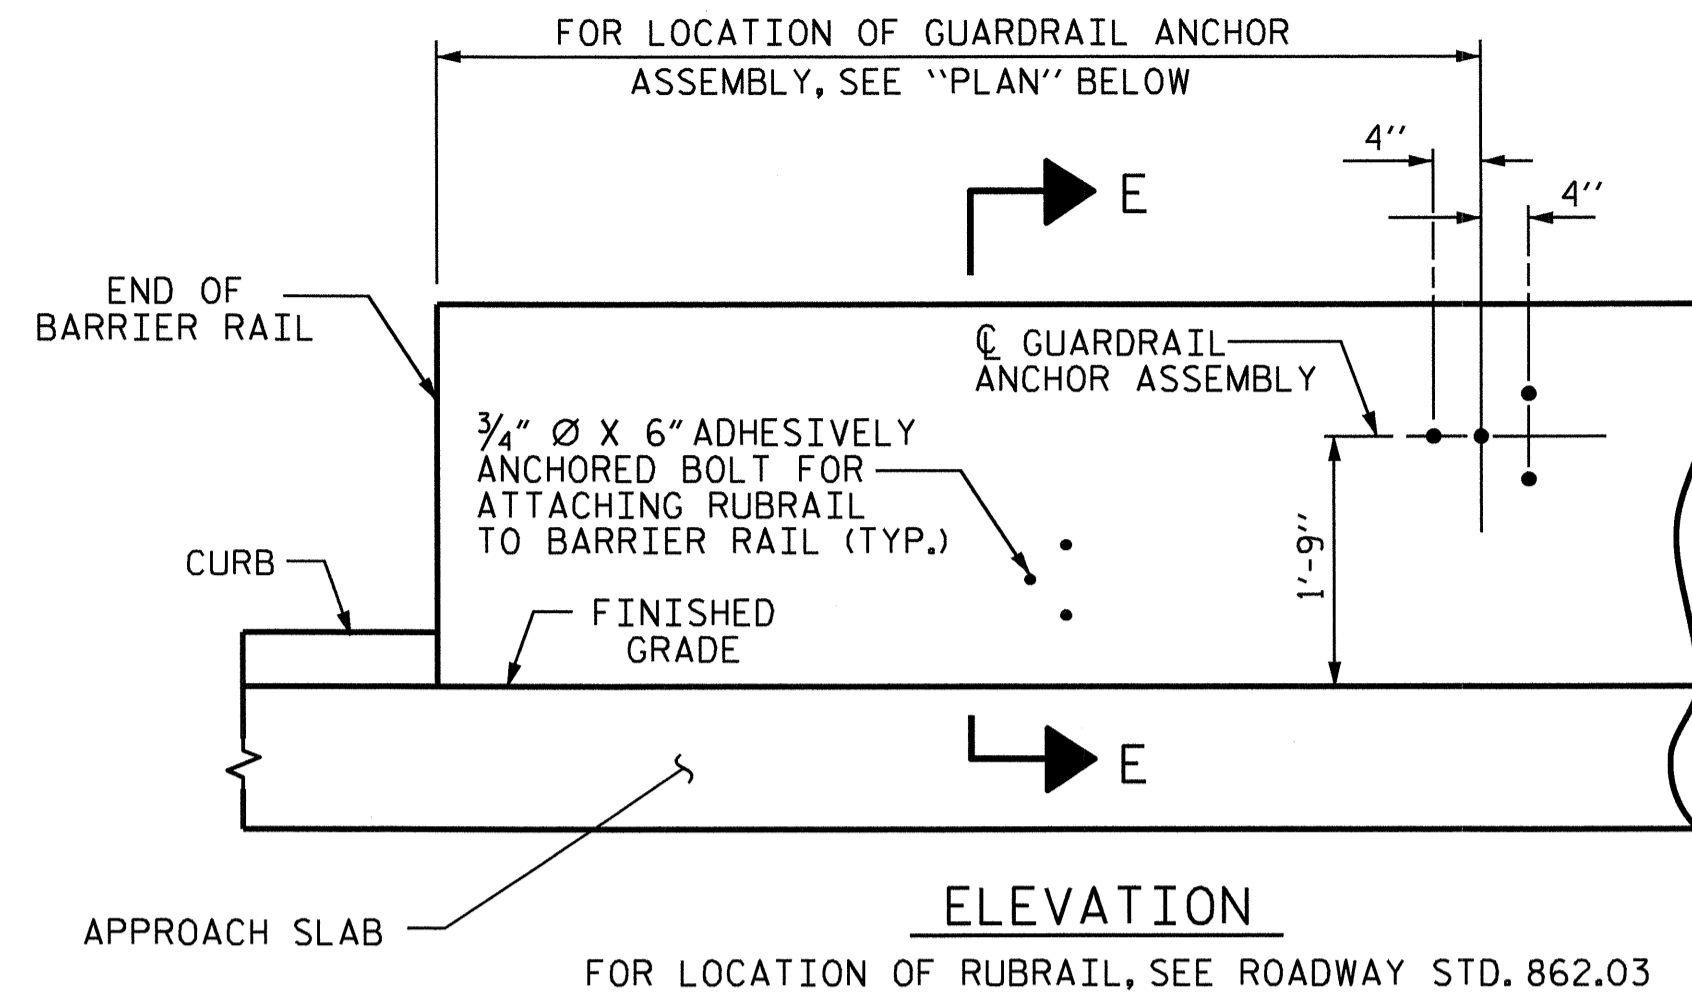 FOR LOCATION OF GUARDRAIL ANCHOR
ASSEMBLY, SEE "PLAN" BELOW
4"
4"
E
END OF
BARRIER RAIL
℄ GUARDRAIL
ANCHOR ASSEMBLY
3/4" Ø X 6" ADHESIVELY
ANCHORED BOLT FOR
ATTACHING RUBRAIL
TO BARRIER RAIL (TYP.)
1'-9"
CURB
FINISHED
GRADE
E
APPROACH SLAB
ELEVATION
FOR LOCATION OF RUBRAIL, SEE ROADWAY STD. 862.03